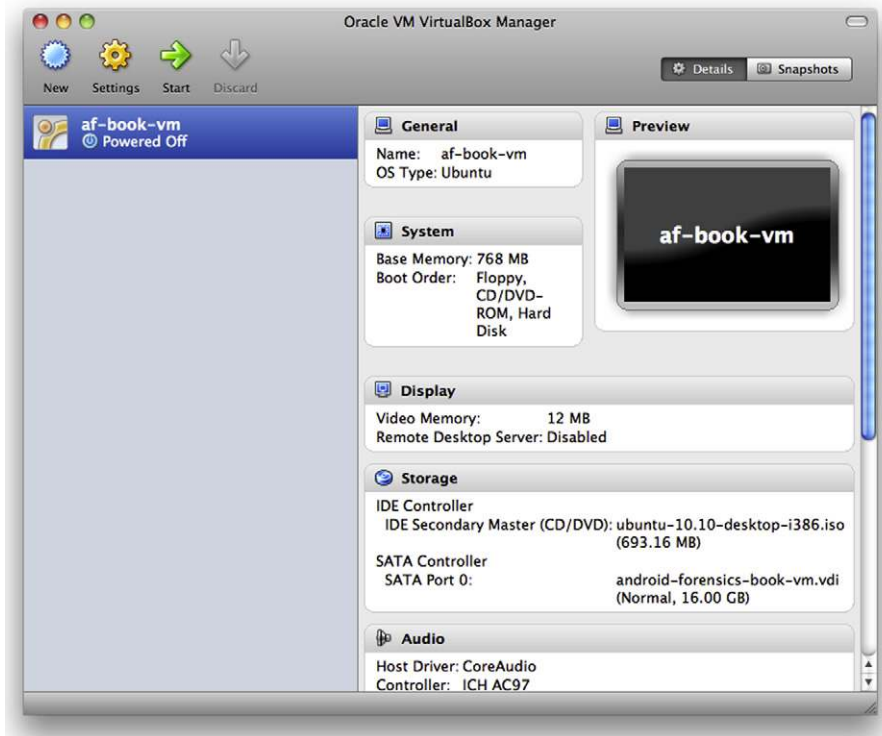 Oracle VM VirtualBox Manager
New Settings Start Discard
Details Snapshots
af-book-vm
Powered Off
General
Name: af-book-vm
OS Type: Ubuntu
Preview
af-book-vm
System
Base Memory: 768 MB
Boot Order: Floppy,
CD/DVD-
ROM, Hard
Disk
Display
Video Memory: 12 MB
Remote Desktop Server: Disabled
Storage
IDE Controller
IDE Secondary Master (CD/DVD): ubuntu-10.10-desktop-i386.iso
(693.16 MB)
SATA Controller
SATA Port 0: android-forensics-book-vm.vdi
(Normal, 16.00 GB)
Audio
Host Driver: CoreAudio
Controller: ICH AC97